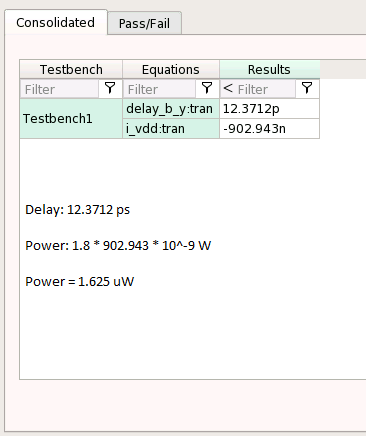 Consolidated Pass/Fail
Testbench Equations Results
Filter Filter < Filter
Testbench1 delay_b_y:tran 12.3712p
i_vdd:tran -902.943n
Delay: 12.3712 ps
Power: 1.8 * 902.943 * 10^-9 W
Power = 1.625 uW